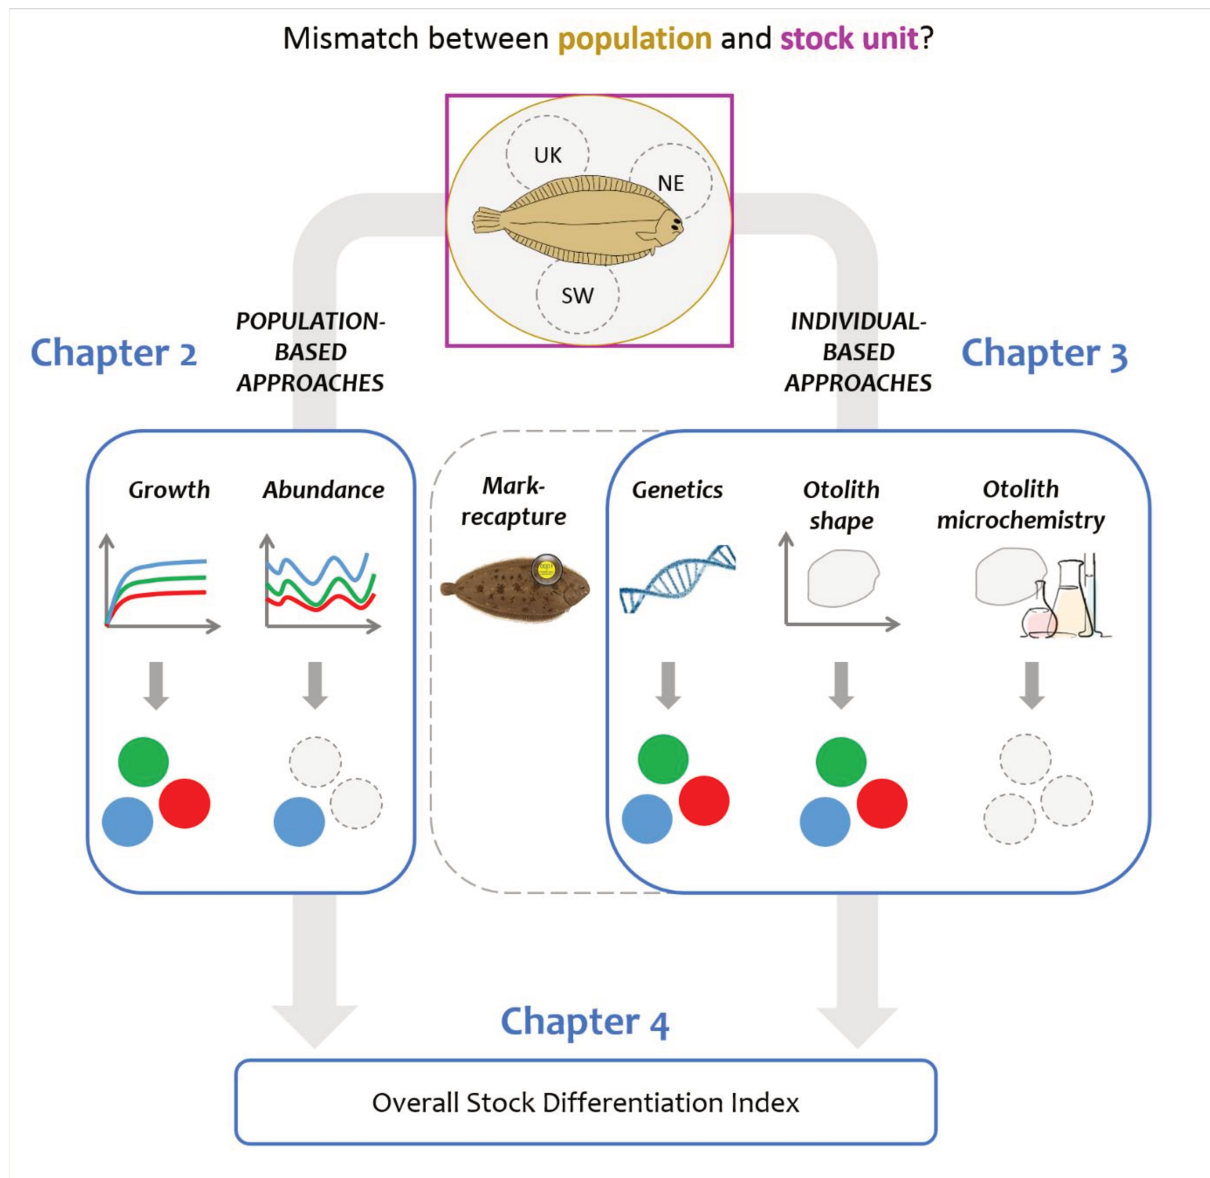 Mismatch between population and stock unit?
UK
NE
SW
POPULATION-
BASED
APPROACHES
Chapter 2
INDIVIDUAL-
BASED
APPROACHES
Chapter 3
Growth
Abundance
Mark-
recapture
Genetics
Otolith
shape
Otolith
microchemistry
Chapter 4
Overall Stock Differentiation Index